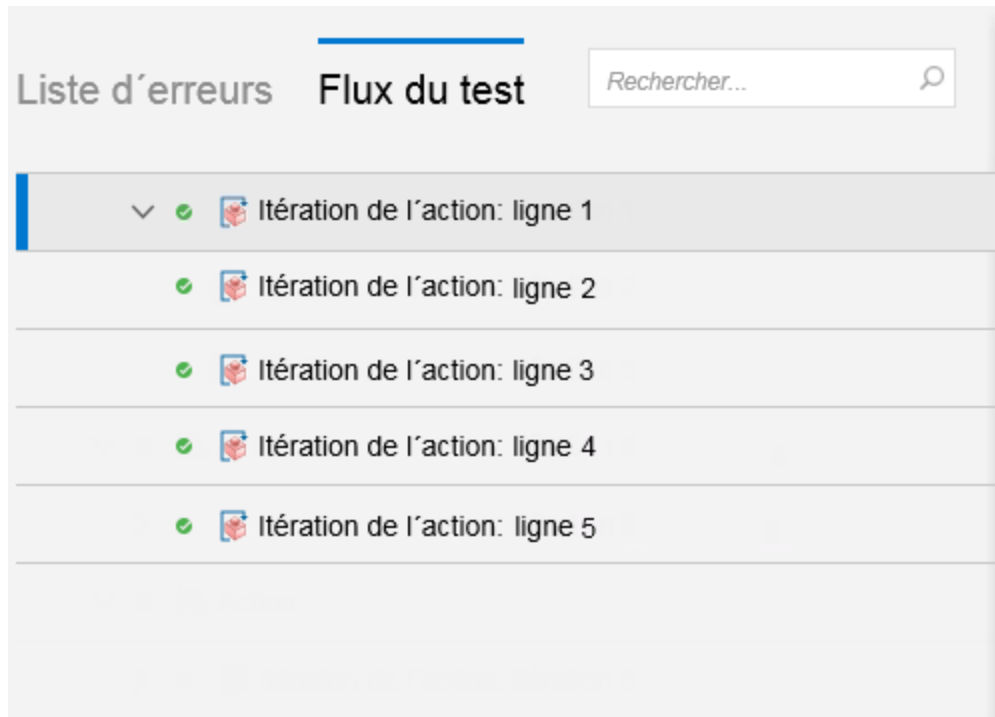 Liste d´erreurs Flux du test Rechercher...
Itération de l´action: ligne 1
Itération de l´action: ligne 2
Itération de l´action: ligne 3
Itération de l´action: ligne 4
Itération de l´action: ligne 5